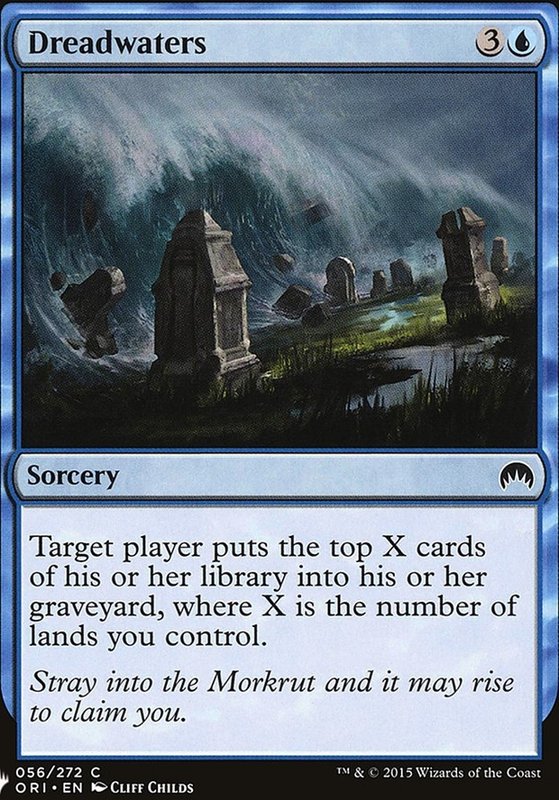 Dreadwaters 3
Sorcery
Target player puts the top X cards
of his or her library into his or her
graveyard, where X is the number of
lands you control.
Stray into the Morkrut and it may rise
to claim you.
056/272 C
ORI • EN CLIFF CHILDS
™ & © 2015 Wizards of the Coast